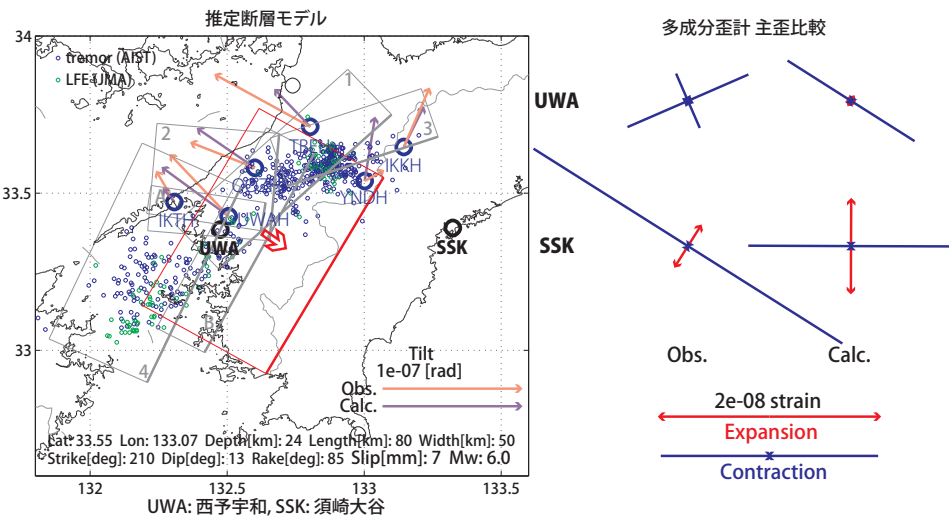 推定断層モデル
多成分歪計 主歪比較
34
33.5
33
tremor (AIST)
LFE (JMA)
1
2
3
4
B
TBEH
IKKH
YNDH
IKTH
UWAH
UWA
SSK
UWA
SSK
Obs.
Calc.
Tilt
1e-07 [rad]
Obs.
Calc.
2e-08 strain
Expansion
Contraction
Lat: 33.55 Lon: 133.07 Depth[km]: 24 Length[km]: 80 Width[km]: 50
Strike[deg]: 210 Dip[deg]: 13 Rake[deg]: 85 Slip[mm]: 7 Mw: 6.0
132
132.5
133
133.5
UWA: 西予宇和, SSK: 須崎大谷